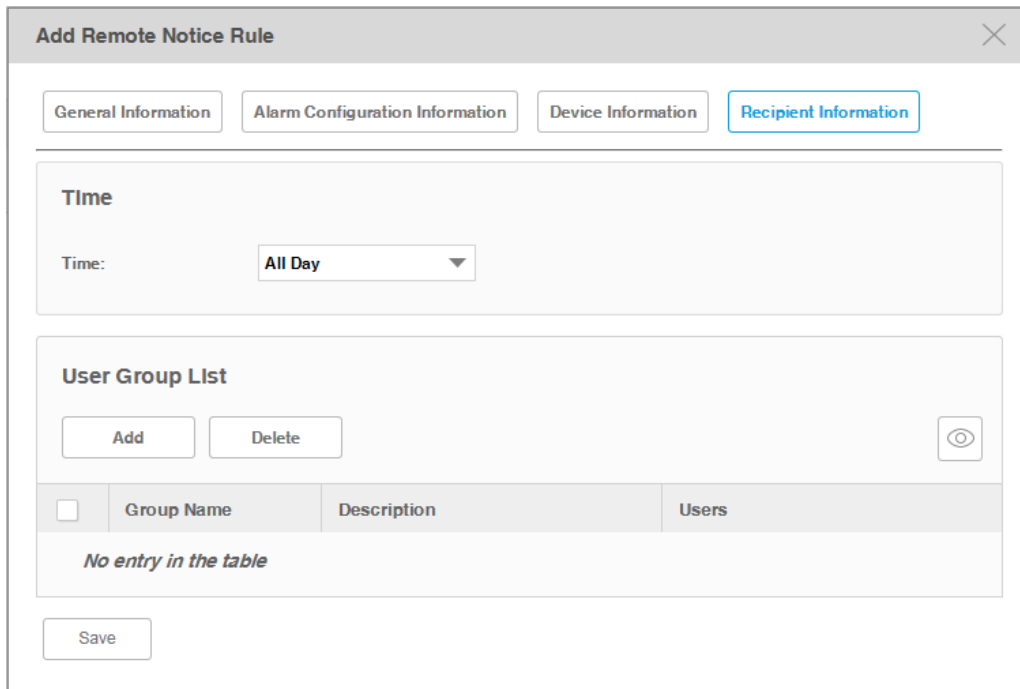 Add Remote Notice Rule
General Information Alarm Configuration Information Device Information Recipient Information
Time
Time: All Day
User Group List
Add Delete
Group Name Description Users
No entry in the table
Save